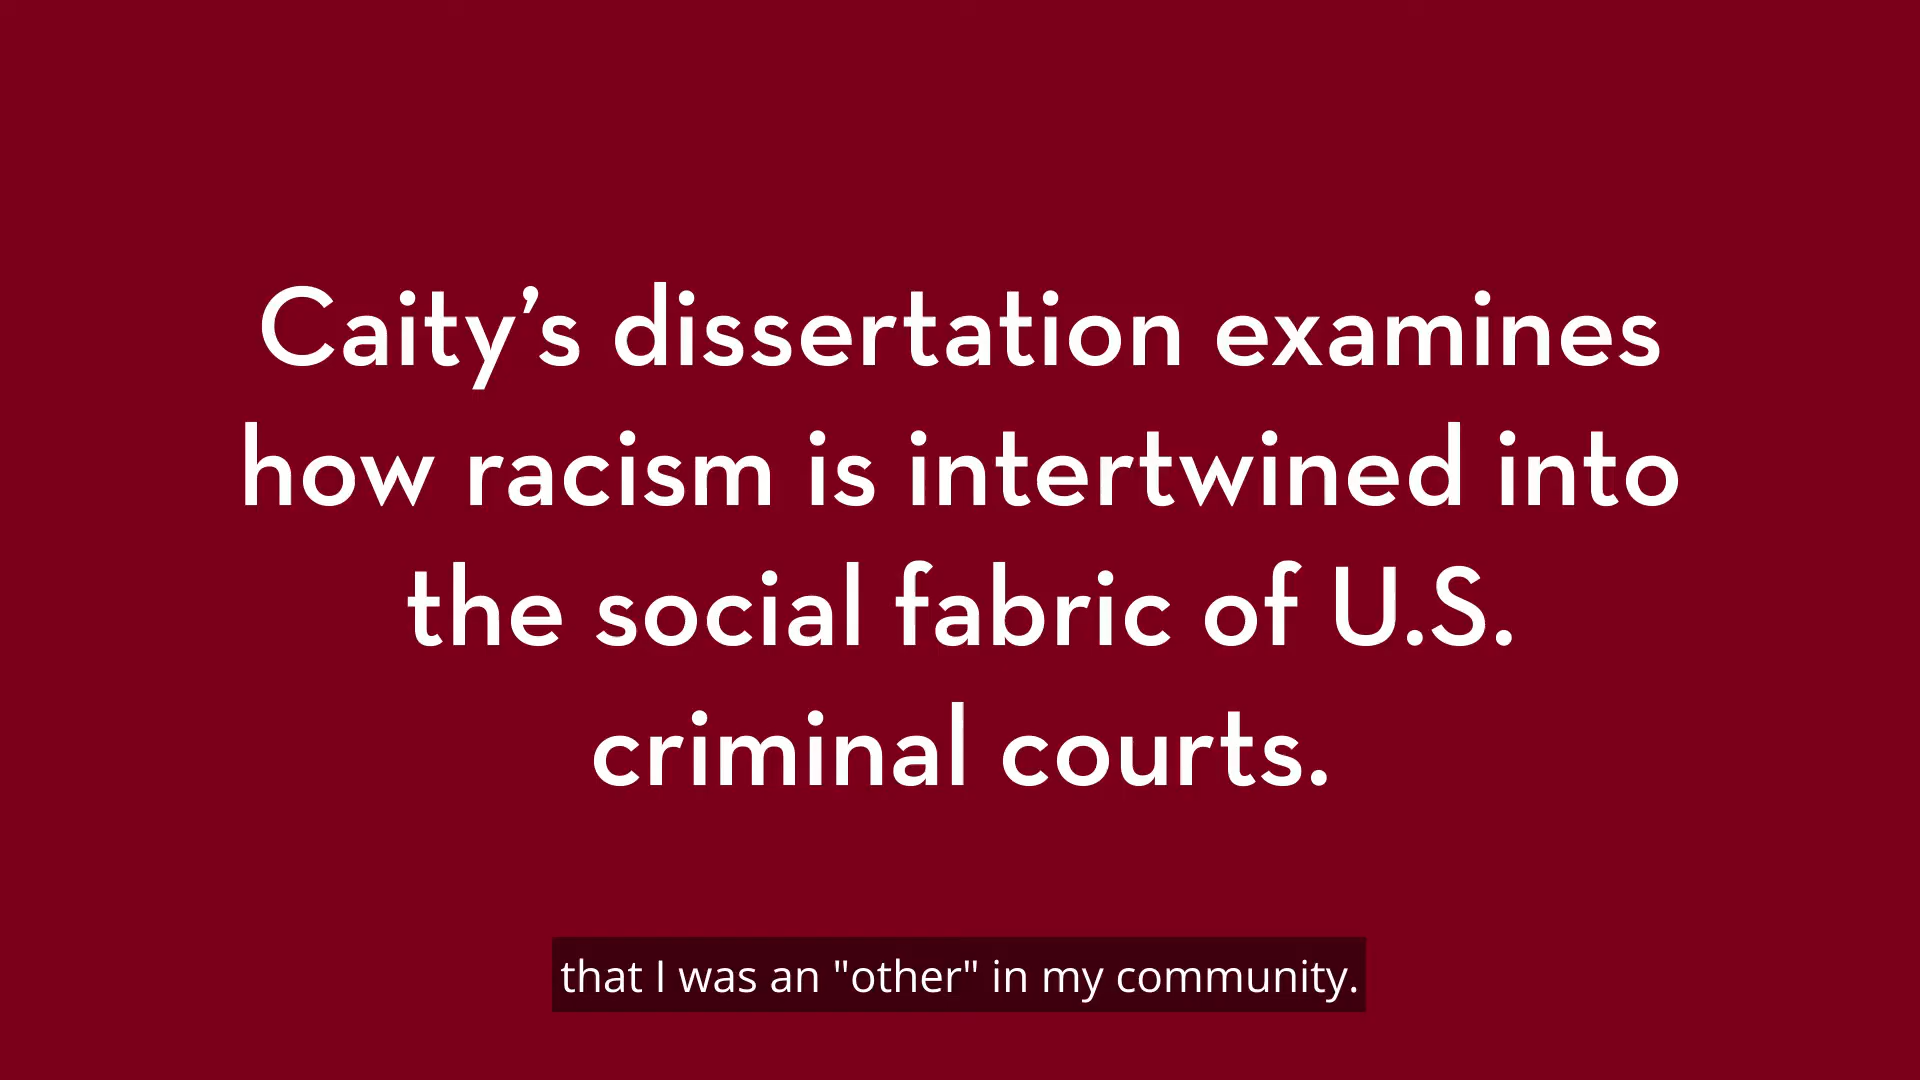 Caity’s dissertation examines
how racism is intertwined into
the social fabric of U.S.
criminal courts.
that I was an "other" in my community.